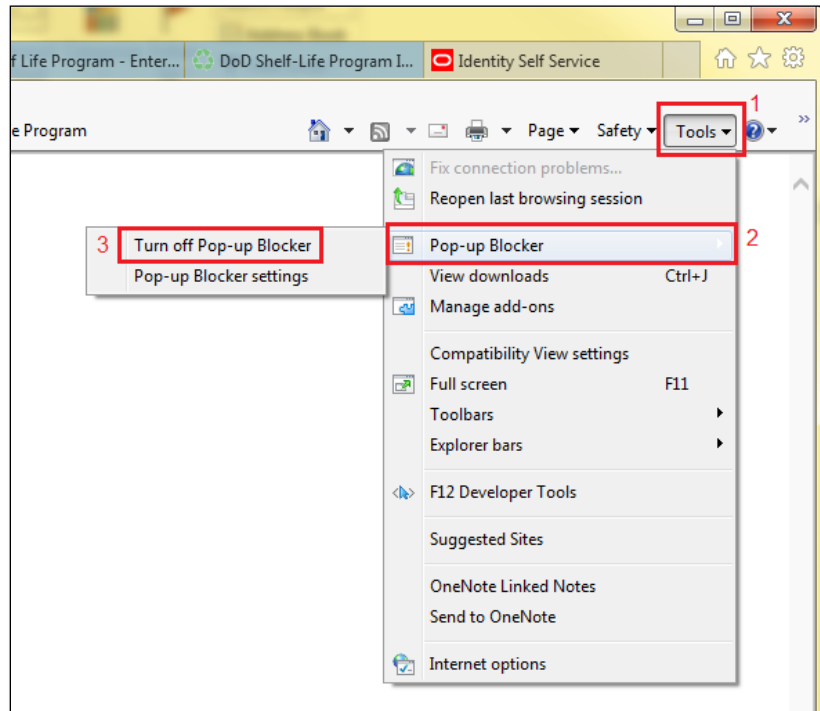 f Life Program - Enter... DoD Shelf-Life Program I... Identity Self Service
1
e Program Page Safety Tools
Fix connection problems...
Reopen last browsing session
3 Turn off Pop-up Blocker Pop-up Blocker 2
Pop-up Blocker settings View downloads Ctrl+J
Manage add-ons
Compatibility View settings
Full screen F11
Toolbars
Explorer bars
F12 Developer Tools
Suggested Sites
OneNote Linked Notes
Send to OneNote
Internet options